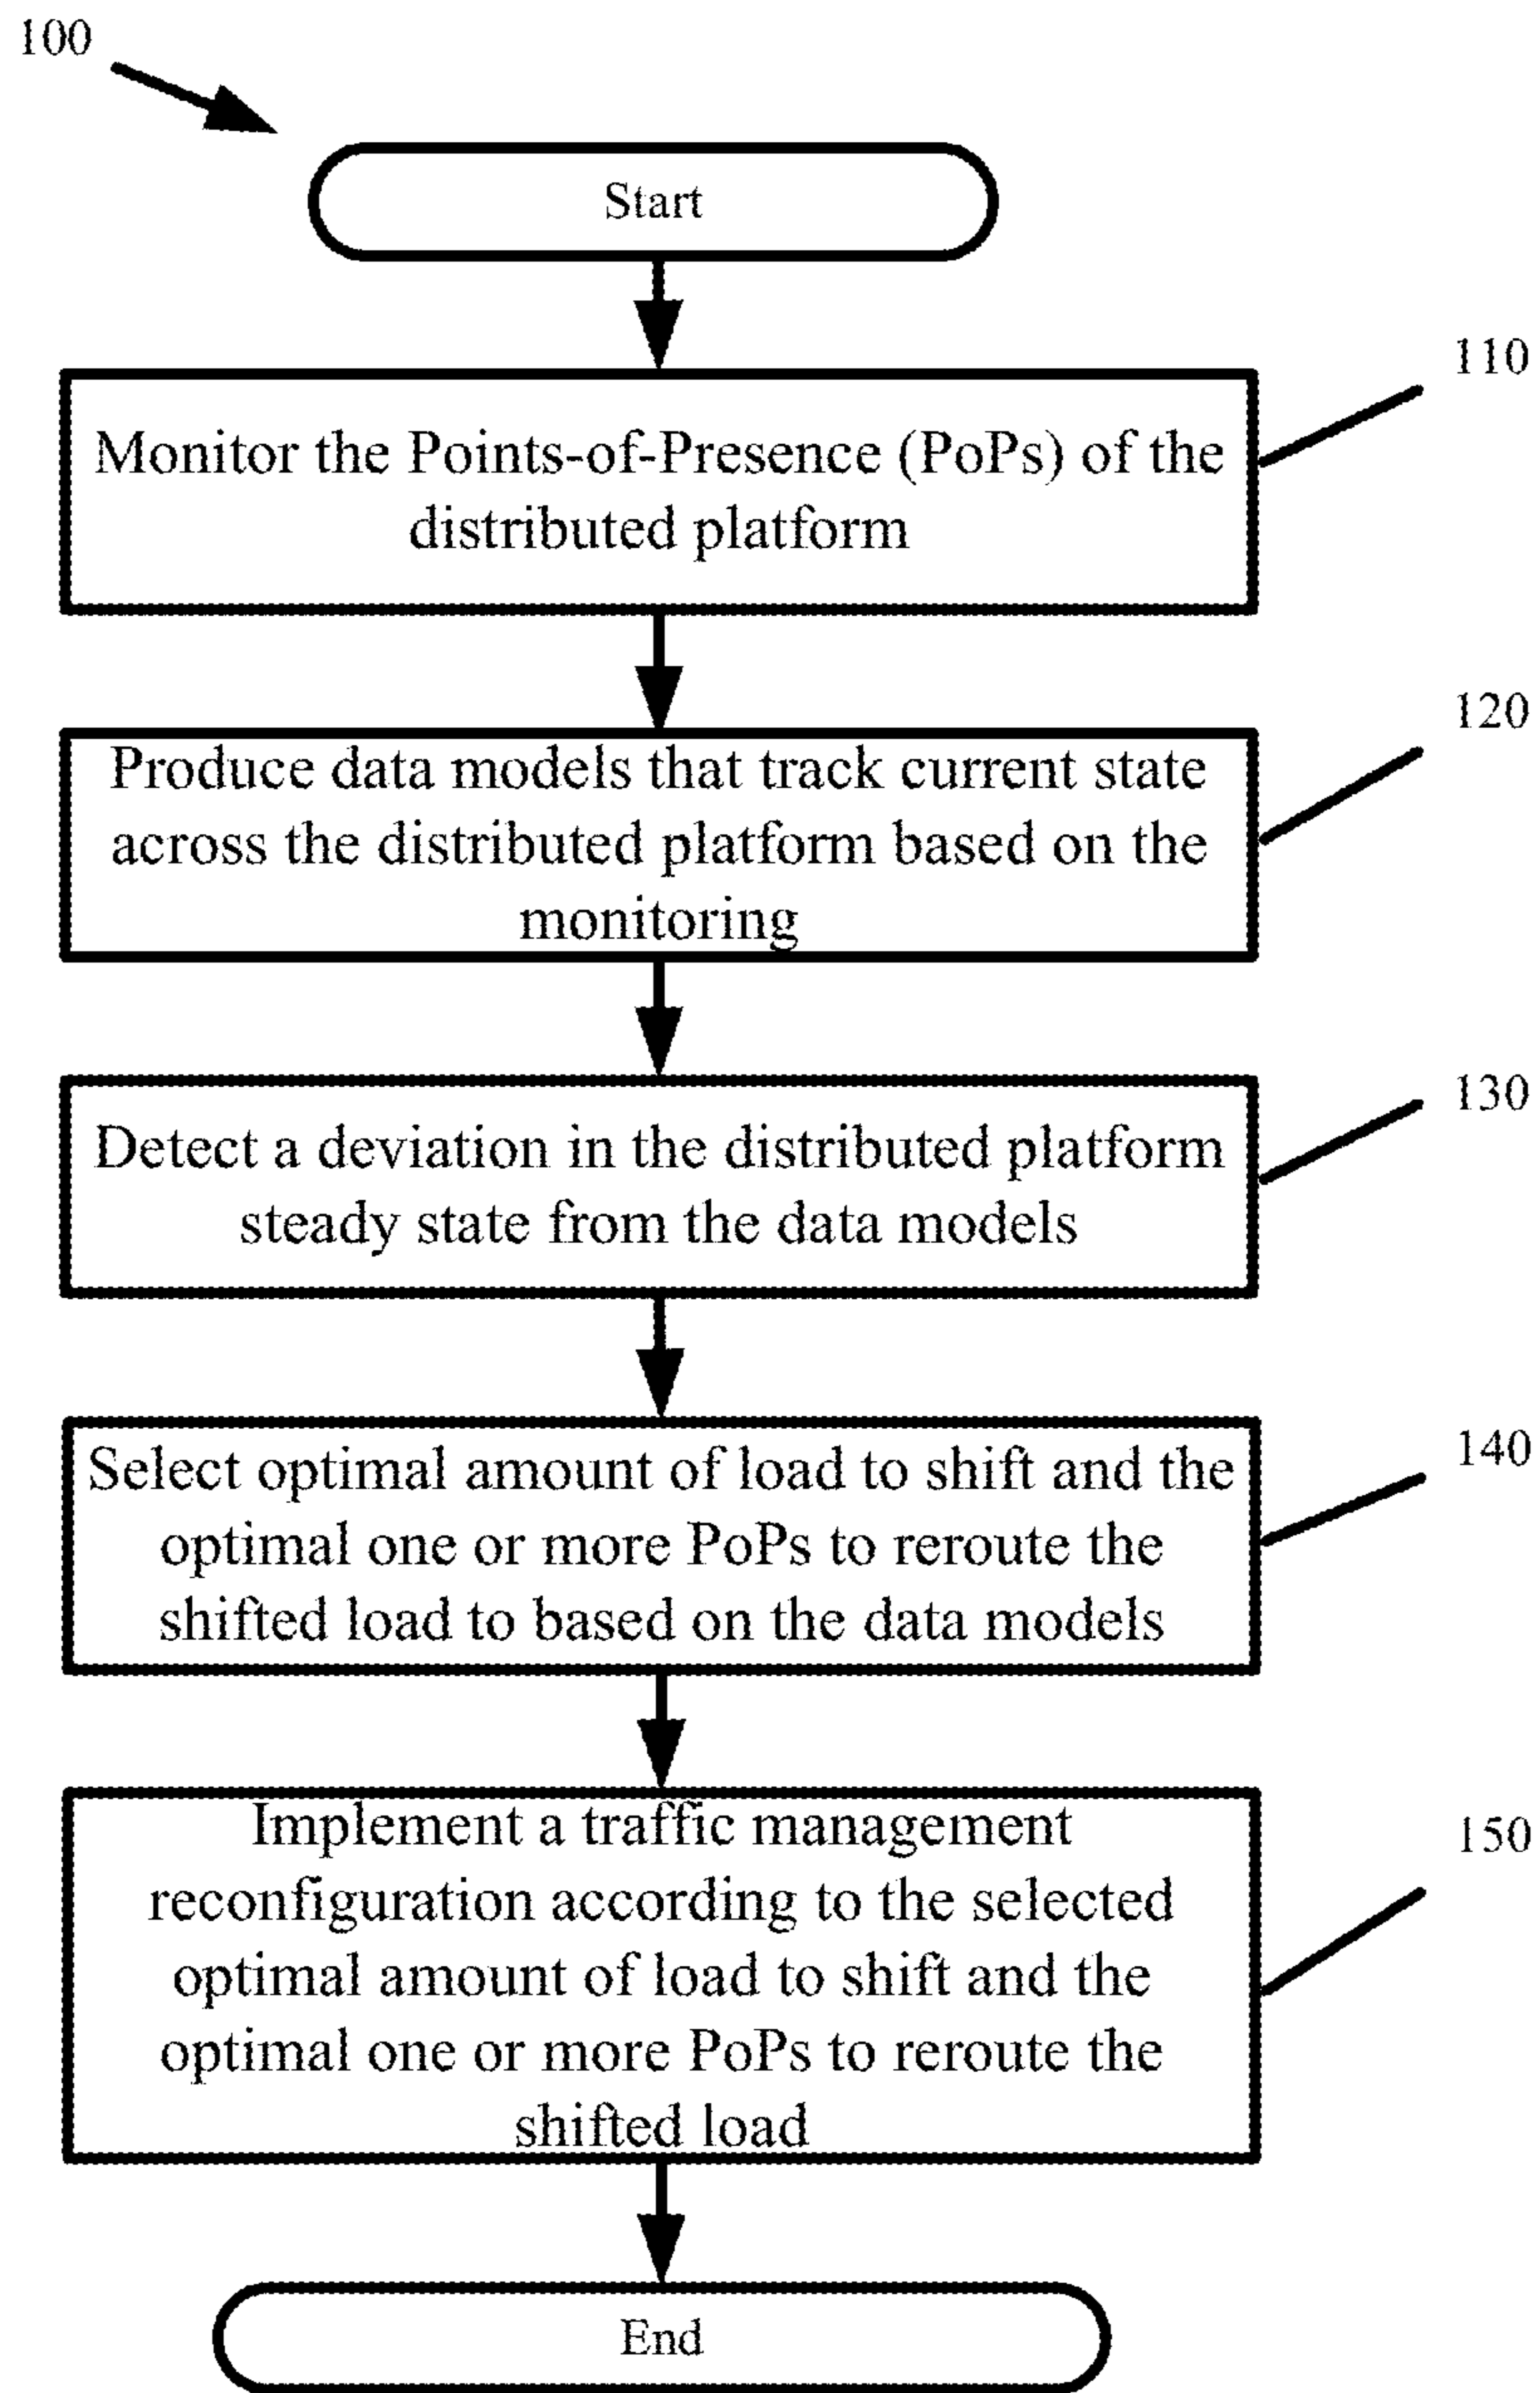 100
Start
110
Monitor the Points-of-Presence (PoPs) of the
distributed platform
120
Produce data models that track current state
across the distributed platform based on the
monitoring
130
Detect a deviation in the distributed platform
steady state from the data models
140
Select optimal amount of load to shift and the
optimal one or more PoPs to reroute the
shifted load to based on the data models
150
Implement a traffic management
reconfiguration according to the selected
optimal amount of load to shift and the
optimal one or more PoPs to reroute the
shifted load
End